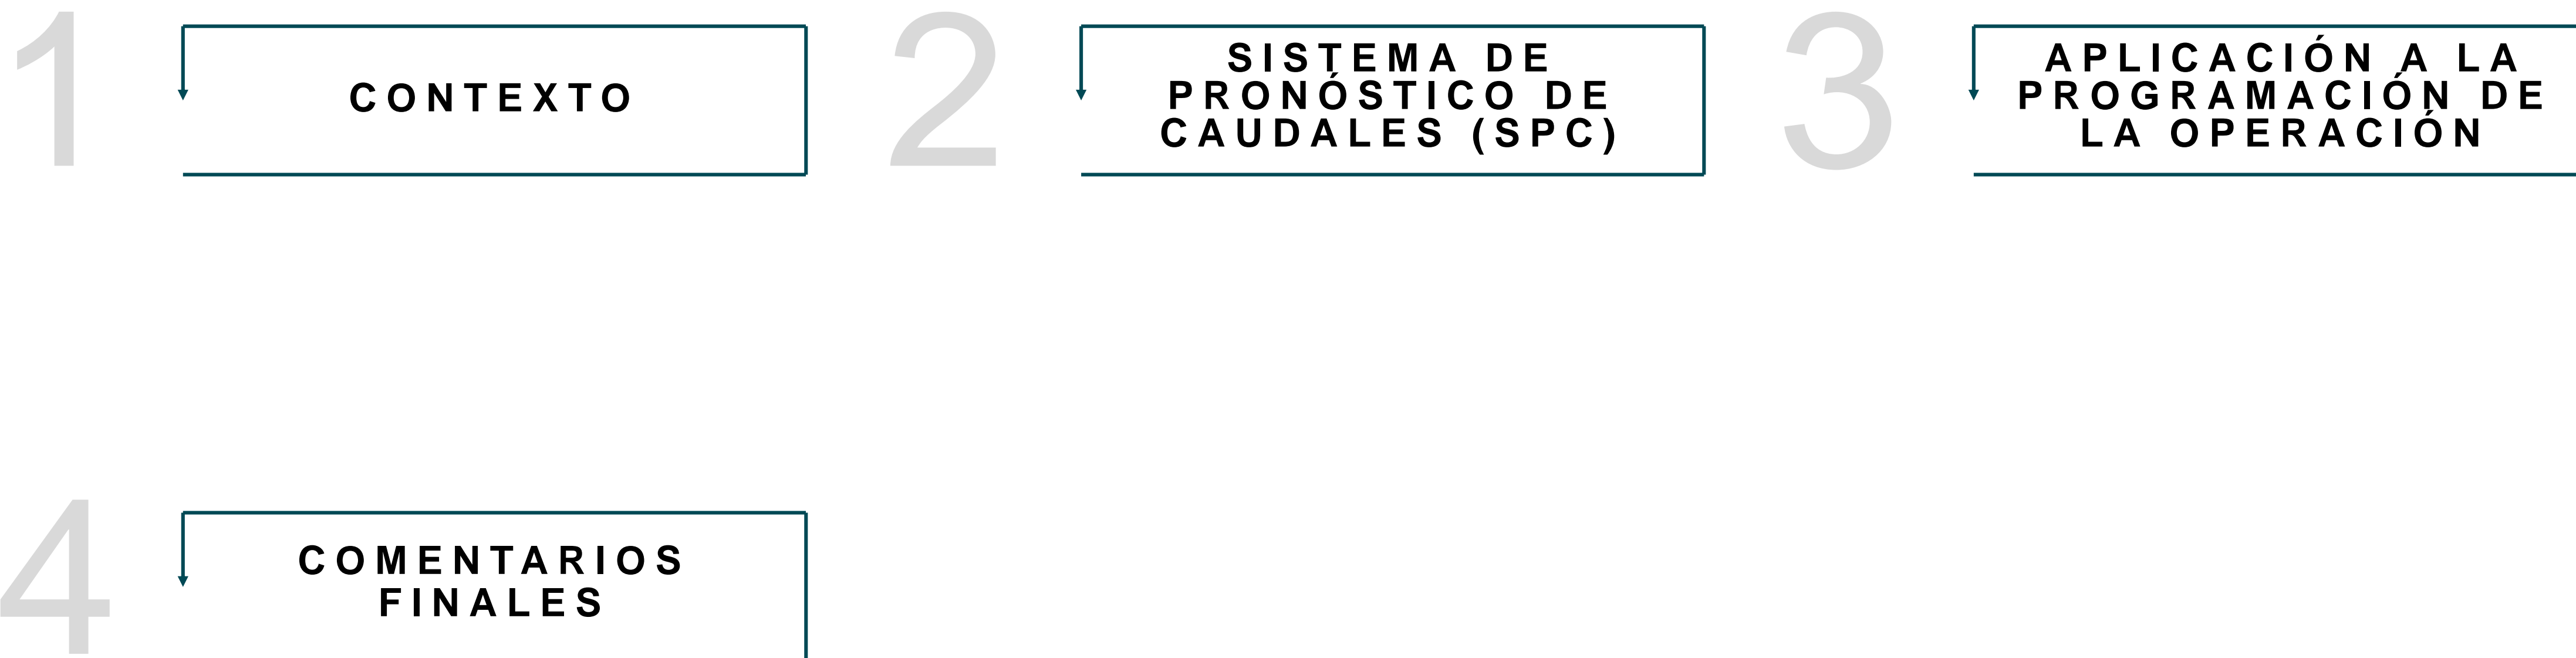 1
CONTEXTO
2
SISTEMA DE
PRONÓSTICO DE
CAUDALES (SPC)
3
APLICACIÓN A LA
PROGRAMACIÓN DE
LA OPERACIÓN
4
COMENTARIOS
FINALES